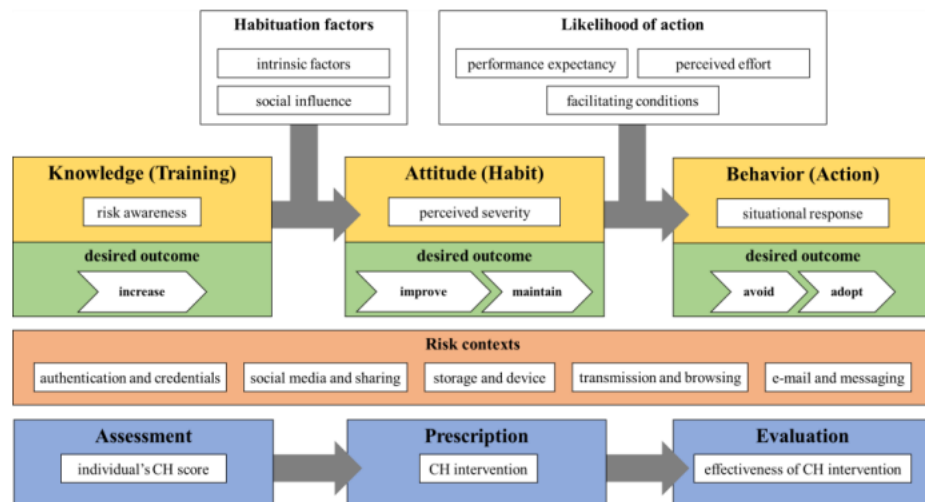 Habituation factors
intrinsic factors
social influence
Likelihood of action
performance expectancy
perceived effort
facilitating conditions
Knowledge (Training)
risk awareness
desired outcome
increase
Attitude (Habit)
perceived severity
desired outcome
improve
maintain
Behavior (Action)
situational response
desired outcome
avoid
adopt
Risk contexts
authentication and credentials
social media and sharing
storage and device
transmission and browsing
e-mail and messaging
Assessment
individual's CH score
Prescription
CH intervention
Evaluation
effectiveness of CH intervention